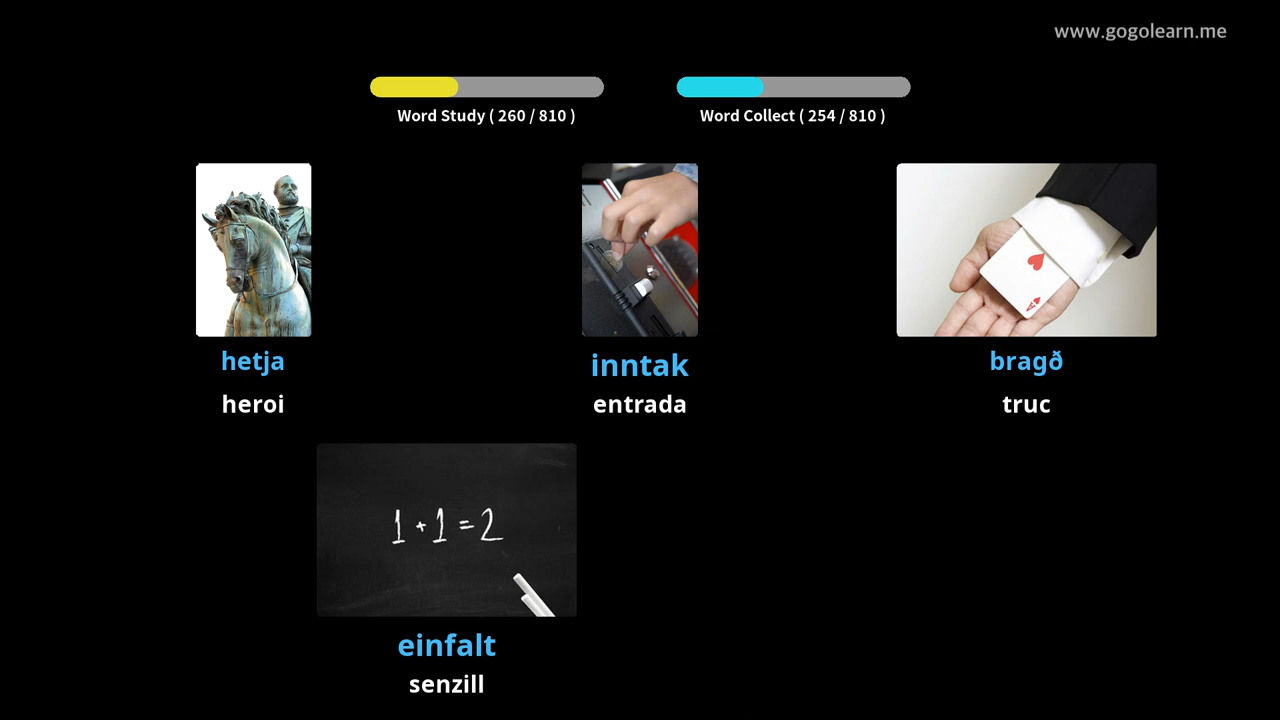 www.gogolearn.me
Word Study ( 260 / 810 )
Word Collect ( 254 / 810 )
hetja
heroi
inntak
entrada
bragð
truc
1 + 1 = 2
einfalt
senzill